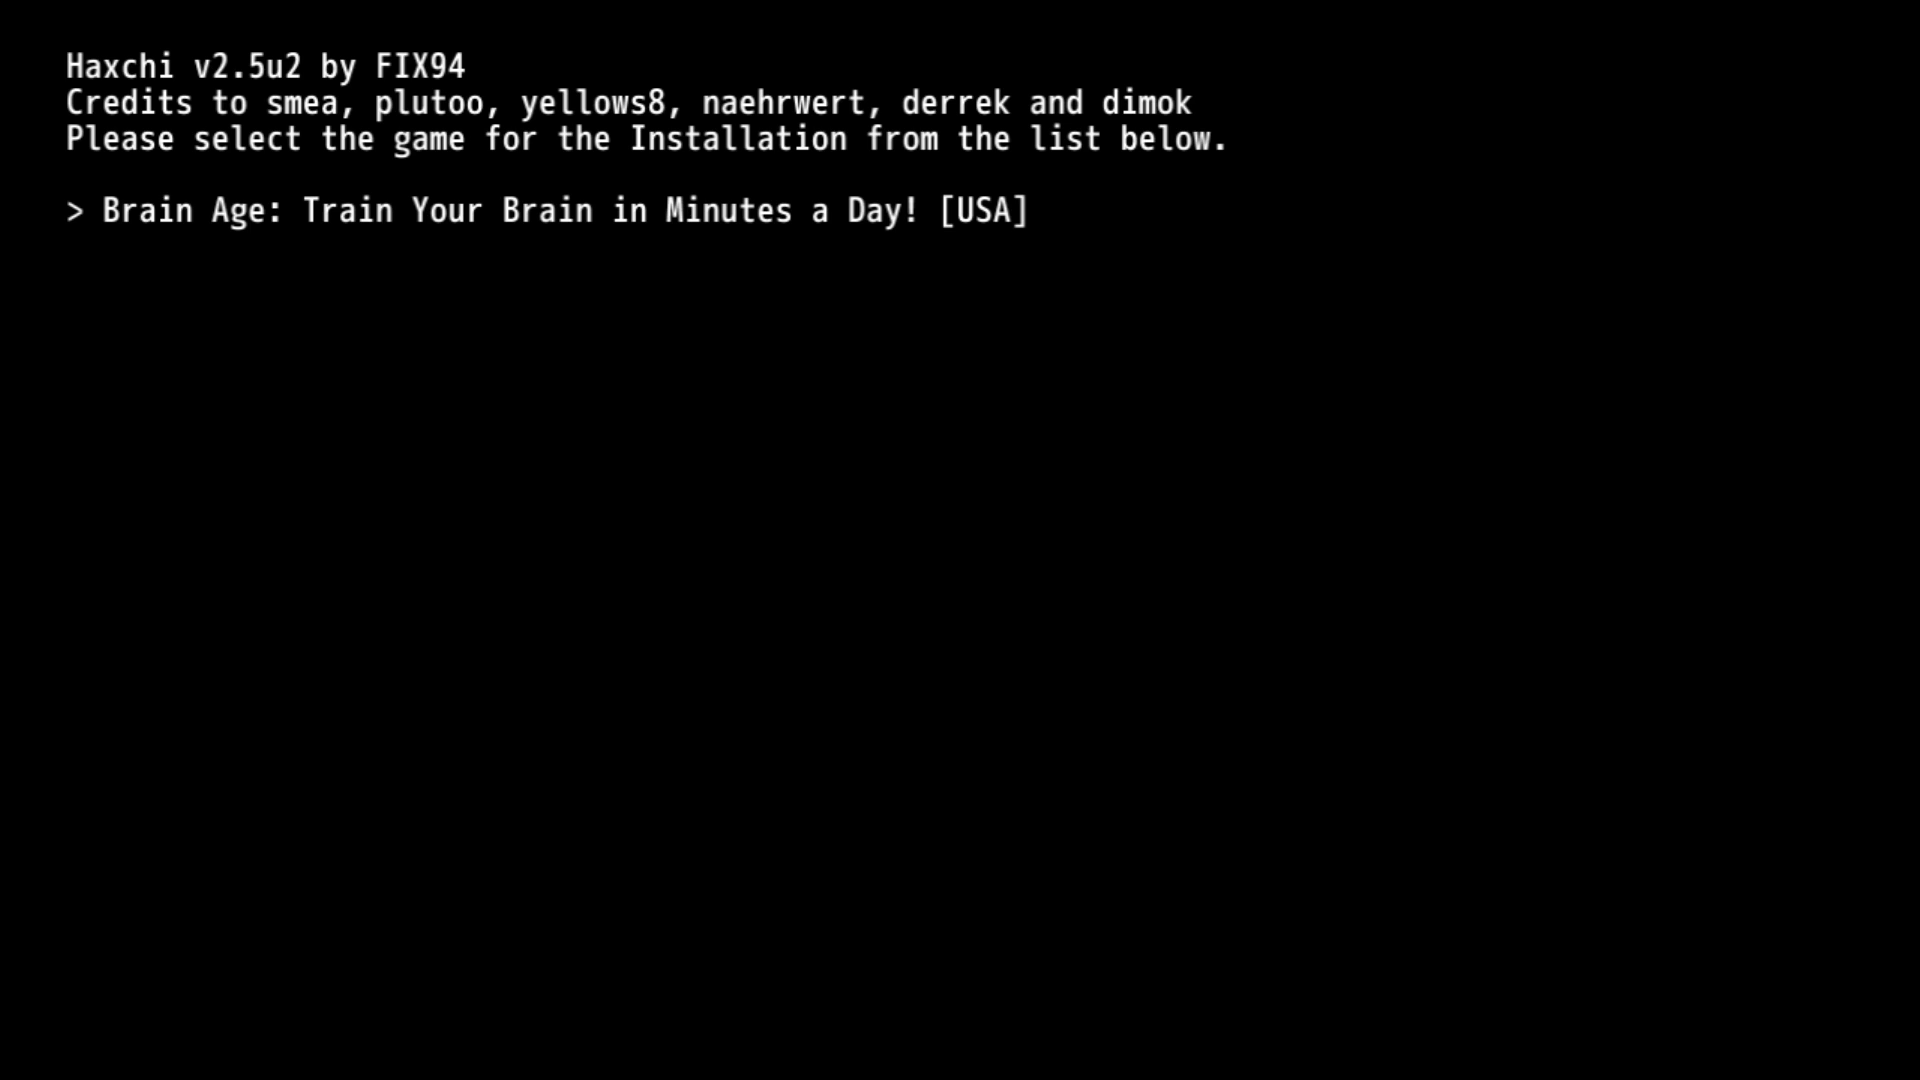 Haxchi v2.5u2 by FIX94
Credits to smea, plutoo, yellows8, naehrwert, derrek and dimok
Please select the game for the Installation from the list below.
> Brain Age: Train Your Brain in Minutes a Day! [USA]